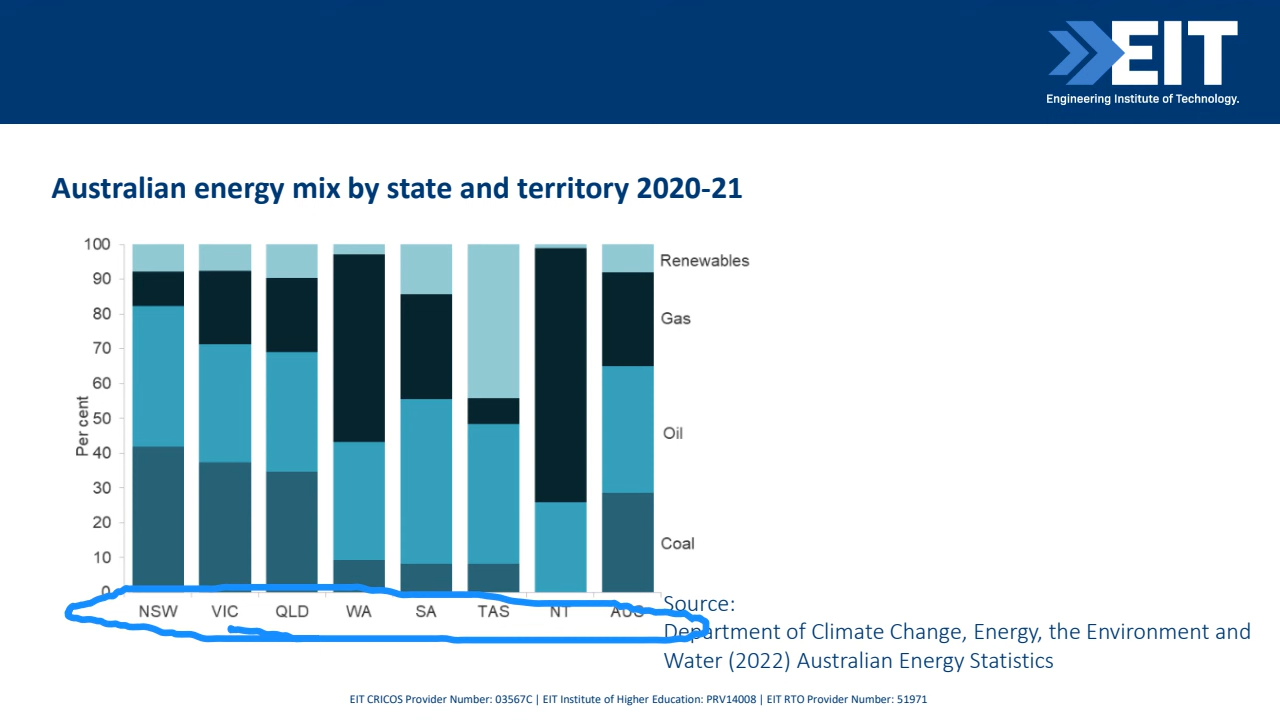 EIT
Engineering Institute of Technology.
Australian energy mix by state and territory 2020-21
100
90
80
70
60
50
40
30
20
10
0
Per cent
Renewables
Gas
Oil
Coal
NSW VIC QLD WA SA TAS NT AUS
Source:
Department of Climate Change, Energy, the Environment and
Water (2022) Australian Energy Statistics
EIT CRICOS Provider Number: 03567C | EIT Institute of Higher Education: PRV14008 | EIT RTO Provider Number: 51971